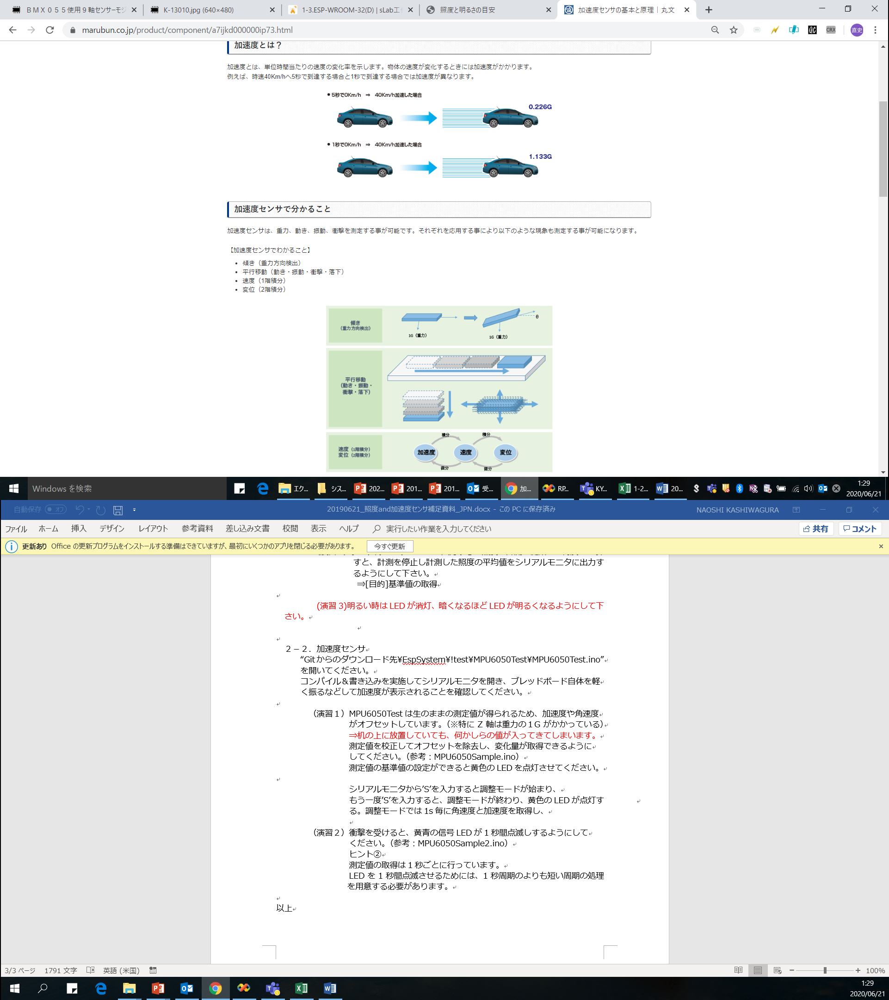 ＢＭＸ０５５使用９軸センサーモジ
K-13010.jpg (640×480)
1-3.ESP-WROOM-32(D) | sLab工
照度と明るさの目安
加速度センサの基本と原理｜丸文
marubun.co.jp/product/component/a7ijkd000000ip73.html
CRX
直史
加速度とは？
加速度とは、単位時間当たりの速度の変化率を示します。物体の速度が変化するときには加速度がかかります。
例えば、時速40Km/hへ5秒で到達する場合と1秒で到達する場合では加速度が異なります。
● 5秒で0Km/h ⇒ 40Km/h加速した場合
0.226G
● 1秒で0Km/h ⇒ 40Km/h加速した場合
1.133G
加速度センサで分かること
加速度センサは、重力、動き、振動、衝撃を測定する事が可能です。それぞれを応用する事により以下のような現象も測定する事が可能になります。
【加速度センサでわかること】
• 傾き（重力方向検出）
• 平行移動（動き・振動・衝撃・落下）
• 速度（1階積分）
• 変位（2階積分）
傾き
（重力方向検出）
1G（重力）
1G（重力）
θ
平行移動
（動き・振動・
衝撃・落下）
速度（1階積分）
変位（2階積分）
積分
積分
加速度
速度
変位
微分
微分
Windows を検索
エク...
シス...
202...
201...
201...
受...
加...
RP...
KY...
1-2...
20...
1:29
2020/06/21
自動保存
オフ
20190621_照度and加速度センサ補足資料_JPN.docx - この PC に保存済み
NAOSHI KASHIWAGURA
ファイル
ホーム
挿入
デザイン
レイアウト
参考資料
差し込み文書
校閲
表示
ヘルプ
実行したい作業を入力してください
共有
コメント
更新あり
Office の更新プログラムをインストールする準備はできていますが、最初にいくつかのアプリを閉じる必要があります。
今すぐ更新
すと、計測を停止し計測した照度の平均値をシリアルモニタに出力す
るようにして下さい。
⇒[目的]基準値の取得
(演習 3)明るい時は LED が消灯、暗くなるほど LED が明るくなるようにして下
さい。
２－２．加速度センサ
“Git からのダウンロード先¥EspSystem¥!test¥MPU6050Test¥MPU6050Test.ino”
を開いてください。
コンパイル＆書き込みを実施してシリアルモニタを開き、ブレッドボード自体を軽
く振るなどして加速度が表示されることを確認してください。
（演習１）MPU6050Test は生のままの測定値が得られるため、加速度や角速度
がオフセットしています。（※特に Z 軸は重力の１G がかかっている）
⇒机の上に放置していても、何かしらの値が入ってきてしまいます。
測定値を校正してオフセットを除去し、変化量が取得できるように
してください。（参考：MPU6050Sample.ino）
測定値の基準値の設定ができると黄色の LED を点灯させてください。
シリアルモニタから’S’を入力すると調整モードが始まり、
もう一度’S’を入力すると、調整モードが終わり、黄色の LED が点灯す
る。調整モードでは 1s 毎に角速度と加速度を取得し、
（演習２）衝撃を受けると、黄青の信号 LED が 1 秒間点滅しするようにして
ください。（参考：MPU6050Sample2.ino）
ヒント②
測定値の取得は 1 秒ごとに行っています。
LED を 1 秒間点滅させるためには、1 秒周期のよりも短い周期の処理
を用意する必要があります。
以上
3/3 ページ
1791 文字
英語 (米国)
100%
1:29
2020/06/21